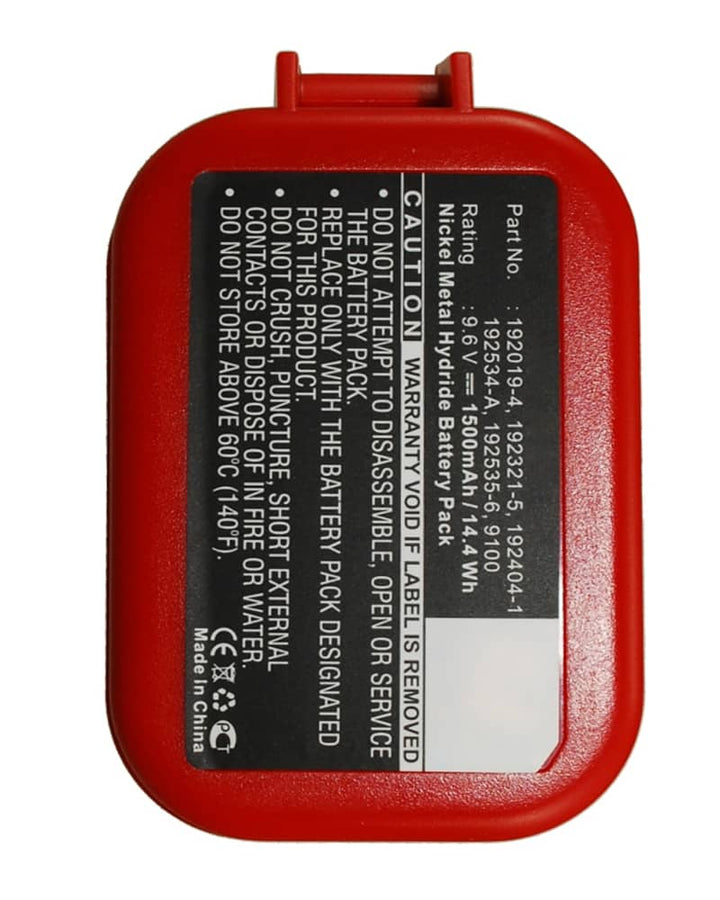 Part No. : 192019-4, 192321-5, 192404-1
192534-A, 192535-6, 9100
Rating : 9.6 V ⎓ 1500mAh / 14.4 Wh
Nickel Metal Hydride Battery Pack
CAUTION WARRANTY VOID IF LABEL IS REMOVED
• DO NOT ATTEMPT TO DISASSEMBLE, OPEN OR SERVICE
THE BATTERY PACK.
• REPLACE ONLY WITH THE BATTERY PACK DESIGNATED
FOR THIS PRODUCT.
• DO NOT CRUSH, PUNCTURE, SHORT EXTERNAL
CONTACTS OR DISPOSE OF IN FIRE OR WATER.
• DO NOT STORE ABOVE 60°C (140°F).
CE PCT
Made In China